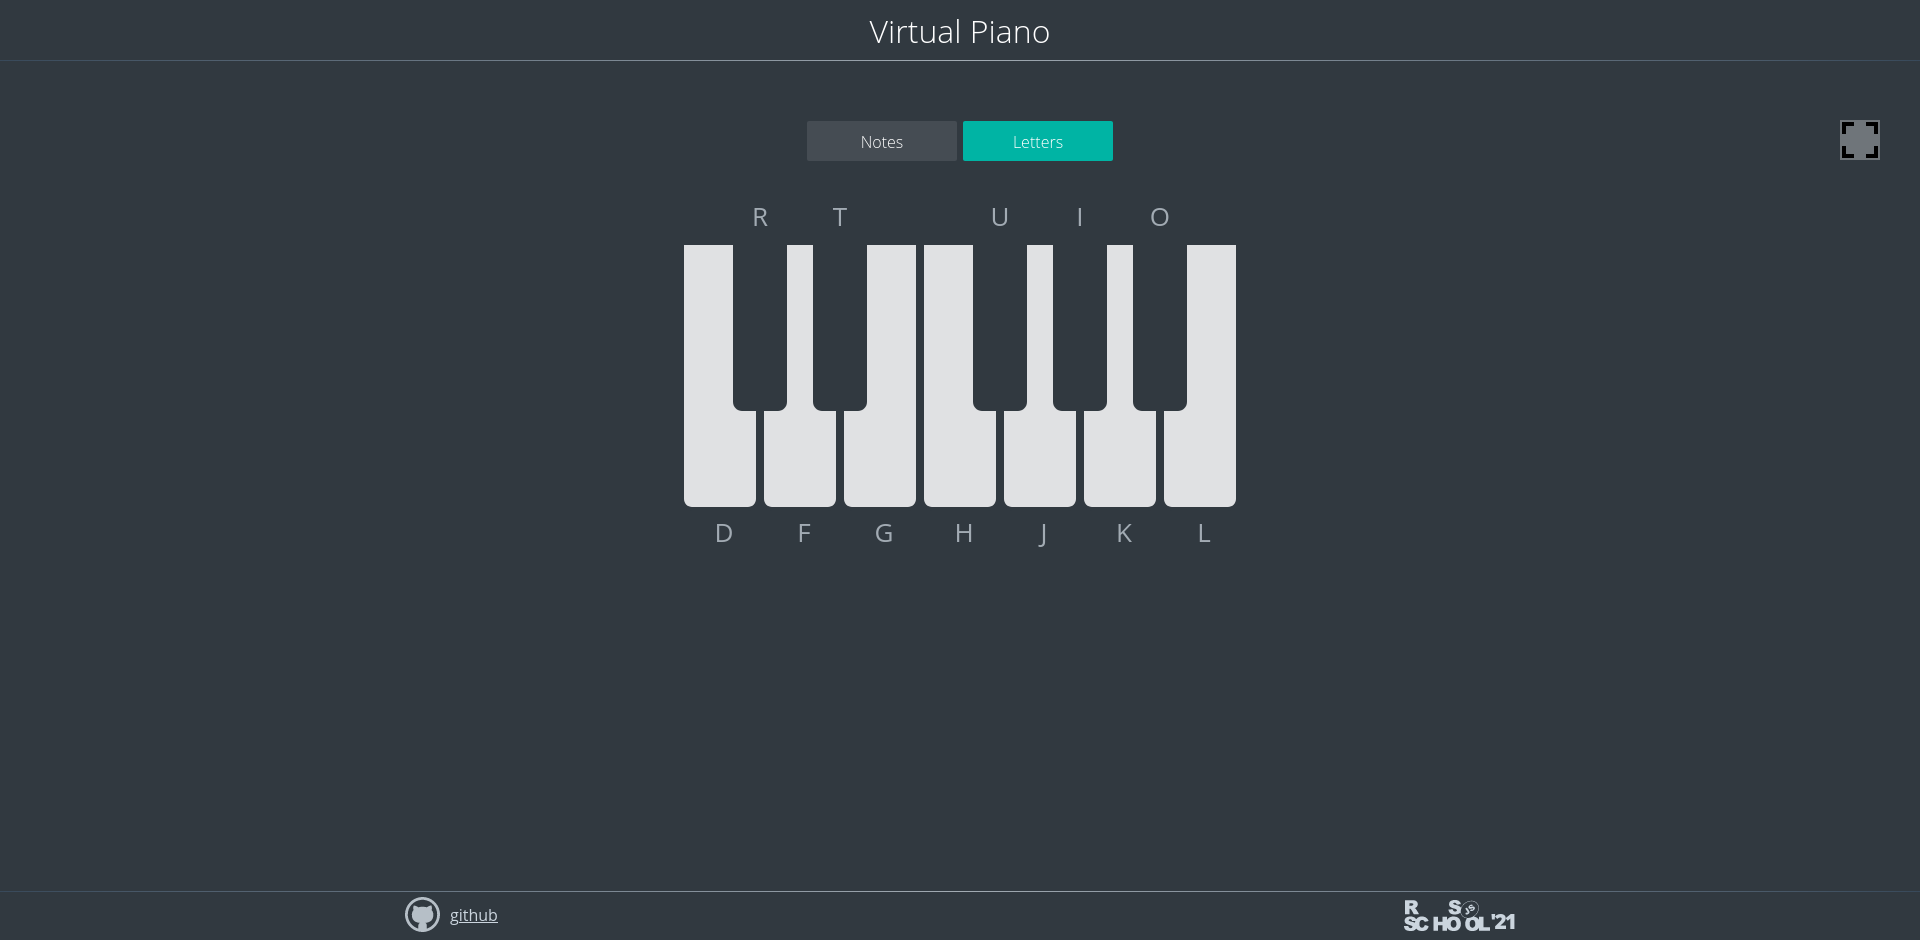 Virtual Piano
Notes Letters
R T U I O
D F G H J K L
github
RS
SCHOOL'21